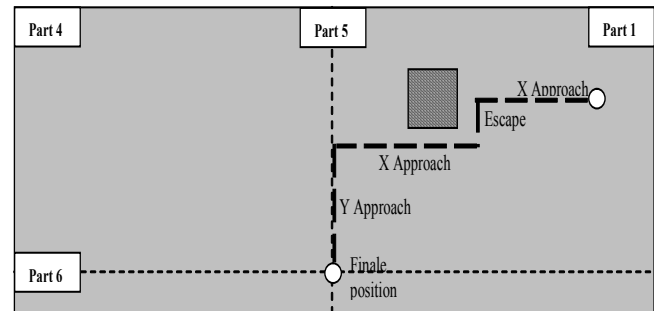 Part 4
Part 5
Part 1
X Approach
Escape
X Approach
Y Approach
Part 6
Finale
position